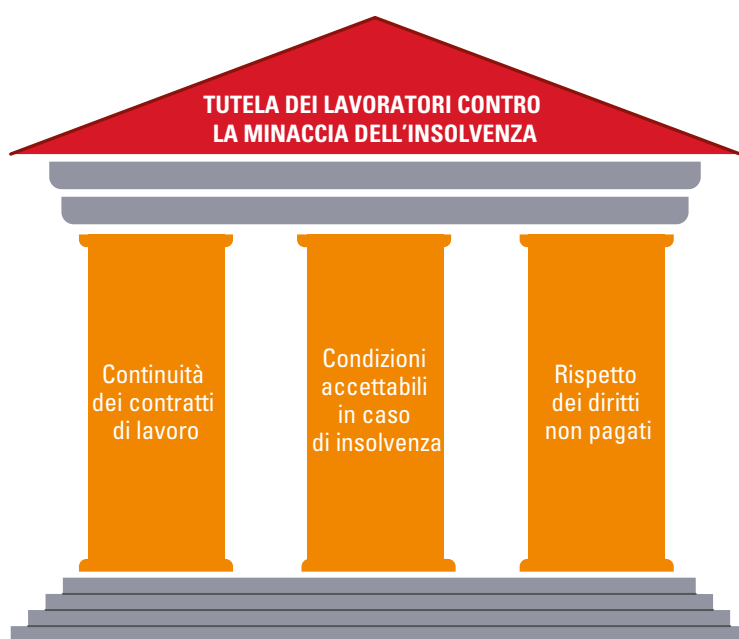 TUTELA DEI LAVORATORI CONTRO
LA MINACCIA DELL'INSOLVENZA
Continuità
dei contratti
di lavoro
Condizioni
accettabili
in caso
di insolvenza
Rispetto
dei diritti
non pagati